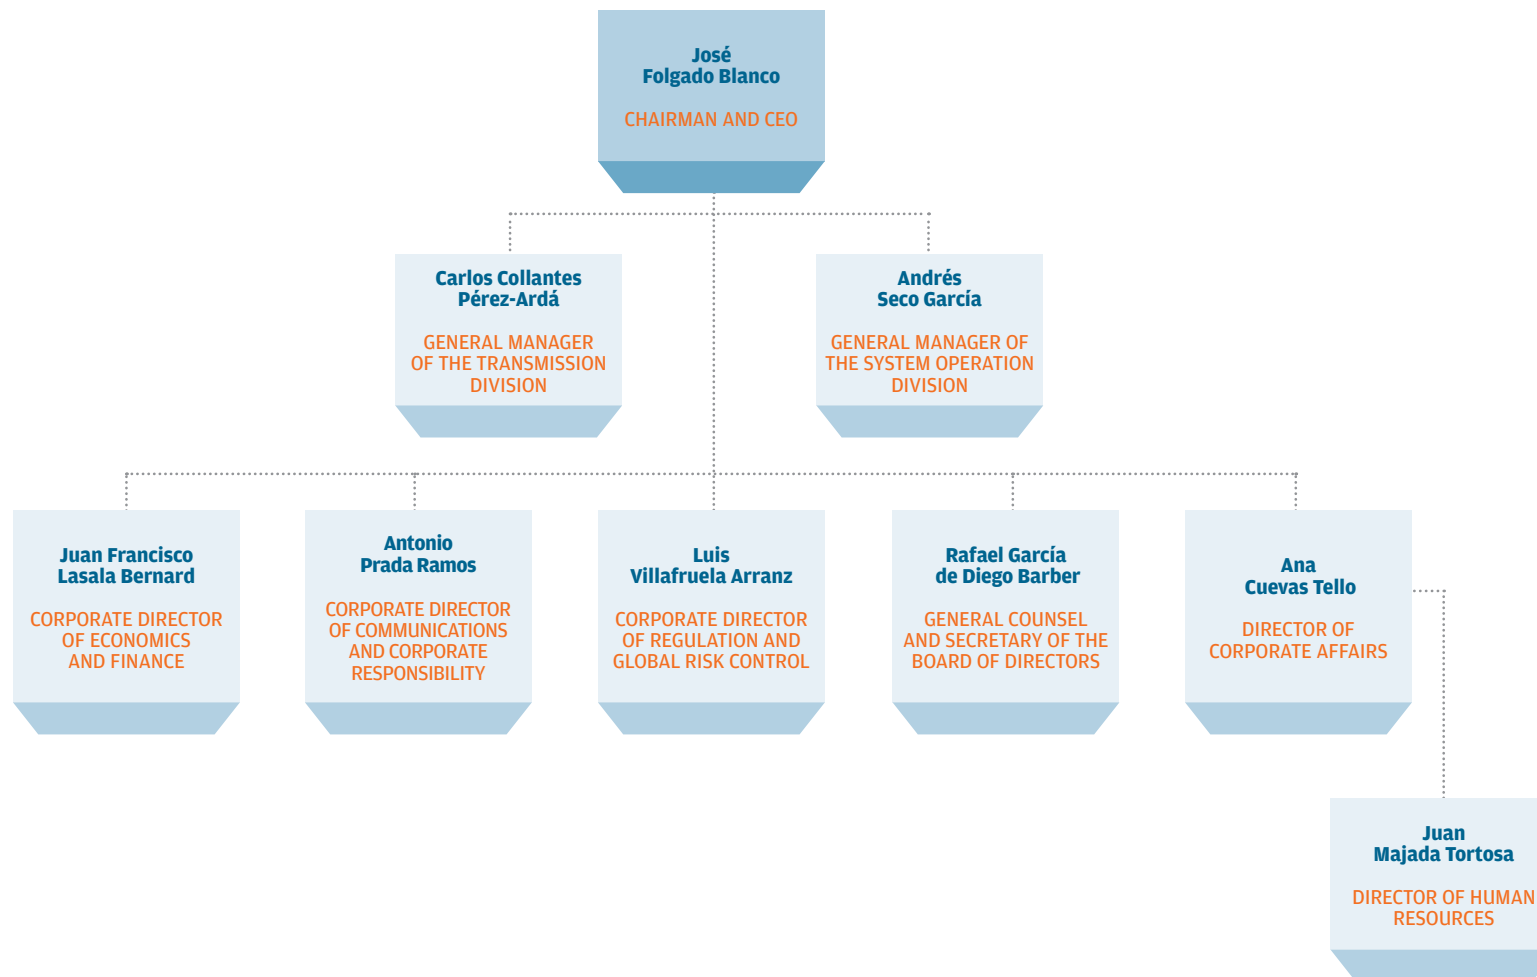 José
Folgado Blanco
CHAIRMAN AND CEO
Carlos Collantes
Pérez-Ardá
GENERAL MANAGER
OF THE TRANSMISSION
DIVISION
Andrés
Seco García
GENERAL MANAGER OF
THE SYSTEM OPERATION
DIVISION
Juan Francisco
Lasala Bernard
CORPORATE DIRECTOR
OF ECONOMICS
AND FINANCE
Antonio
Prada Ramos
CORPORATE DIRECTOR
OF COMMUNICATIONS
AND CORPORATE
RESPONSIBILITY
Luis
Villafruela Arranz
CORPORATE DIRECTOR
OF REGULATION AND
GLOBAL RISK CONTROL
Rafael García
de Diego Barber
GENERAL COUNSEL
AND SECRETARY OF THE
BOARD OF DIRECTORS
Ana
Cuevas Tello
DIRECTOR OF
CORPORATE AFFAIRS
Juan
Majada Tortosa
DIRECTOR OF HUMAN
RESOURCES